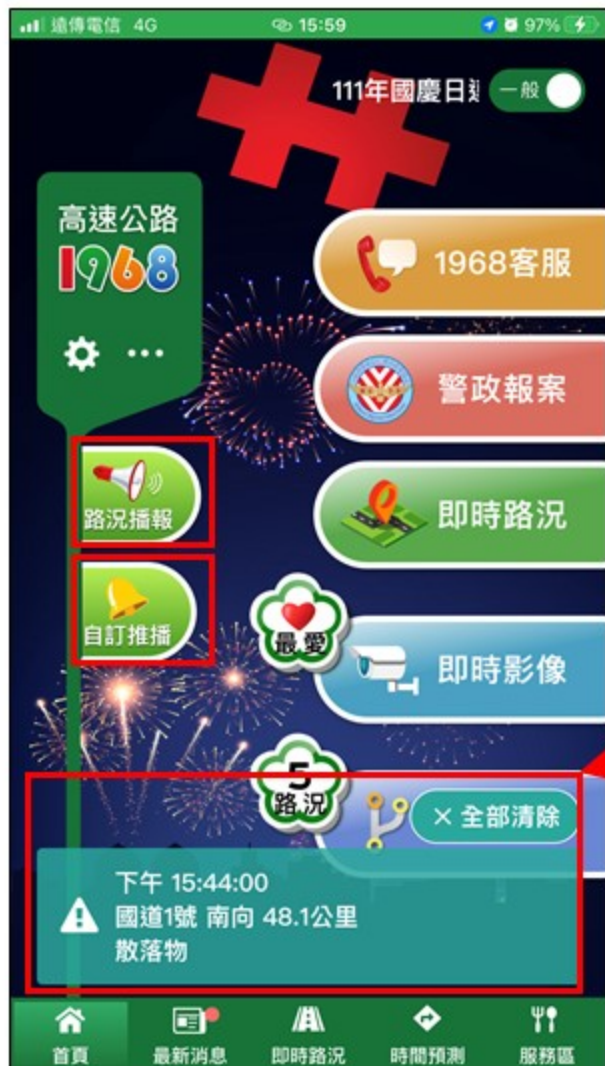 遠傳電信 4G
15:59
97%
111年國慶日
一般
高速公路
1968
1968客服
警政報案
路況播報
即時路況
自訂推播
最愛
即時影像
5
路況
× 全部清除
下午 15:44:00
國道1號 南向 48.1公里
散落物
首頁
最新消息
即時路況
時間預測
服務區